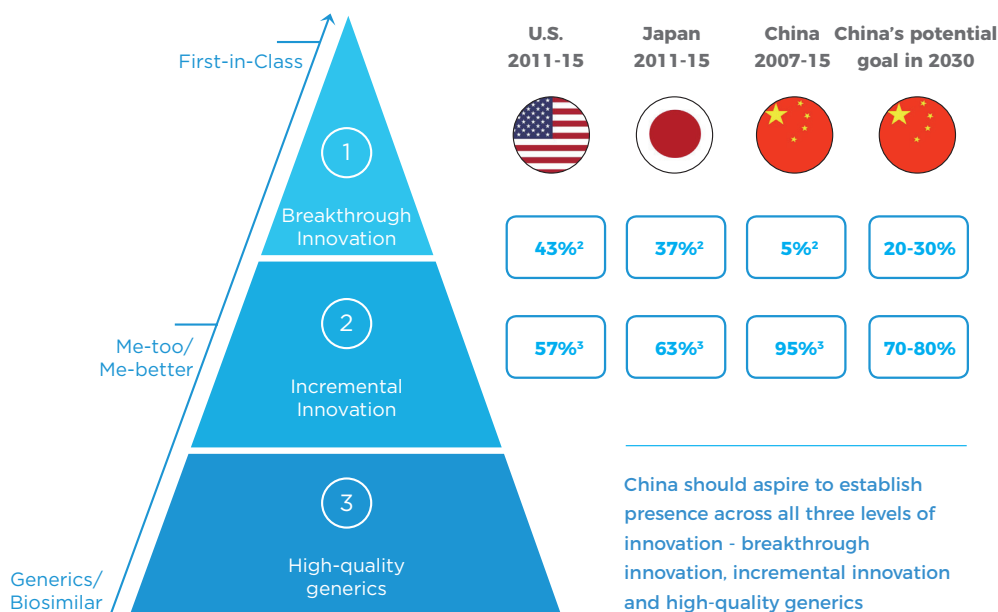 First-in-Class
1
Breakthrough
Innovation
Me-too/
Me-better
2
Incremental
Innovation
Generics/
Biosimilar
3
High-quality
generics
U.S.
2011-15
Japan
2011-15
China
2007-15
China's potential
goal in 2030
43%²
37%²
5%²
20-30%
57%³
63%³
95%³
70-80%
China should aspire to establish
presence across all three levels of
innovation - breakthrough
innovation, incremental innovation
and high-quality generics